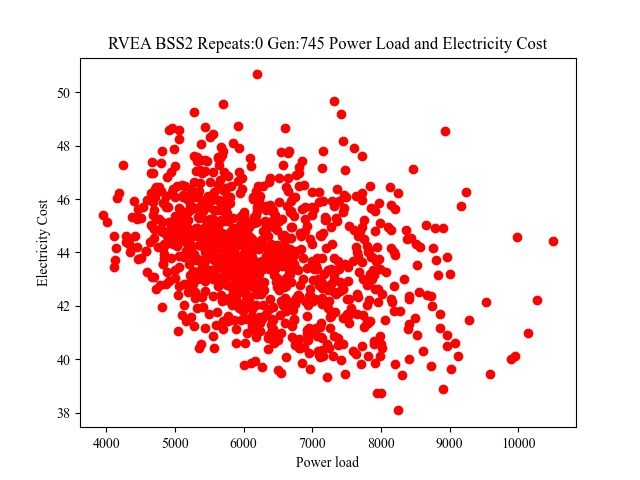 RVEA BSS2 Repeats:0 Gen:745 Power Load and Electricity Cost
50
48
46
44
42
40
38
Electricity Cost
4000 5000 6000 7000 8000 9000 10000
Power load